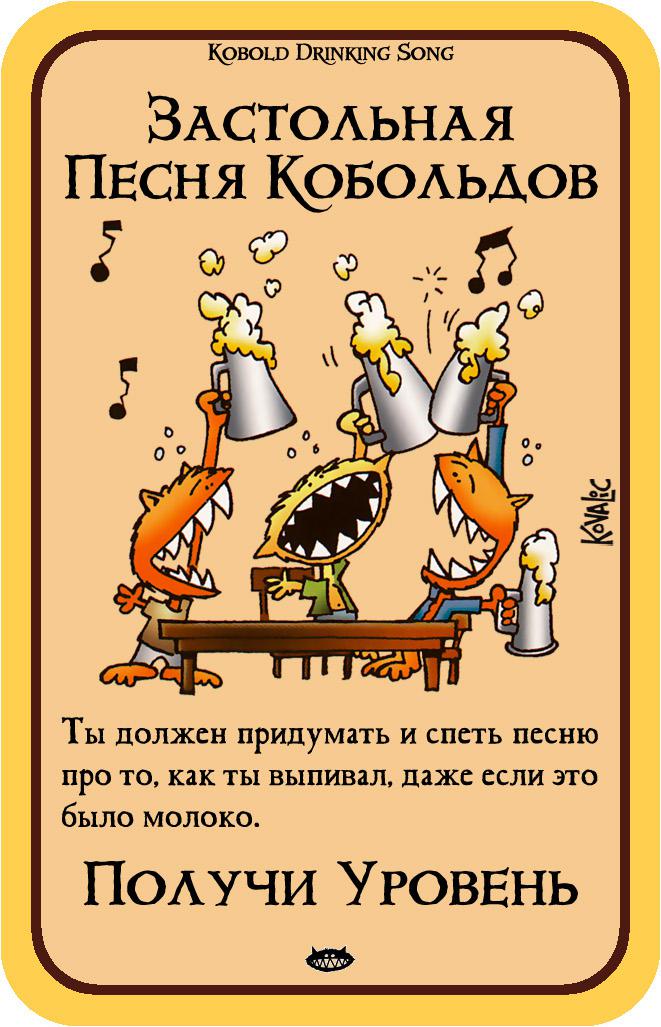 Kobold Drinking Song
Застольная
Песня Кобольдов
Kovalic
Ты должен придумать и спеть песню
про то, как ты выпивал, даже если это
было молоко.
Получи Уровень